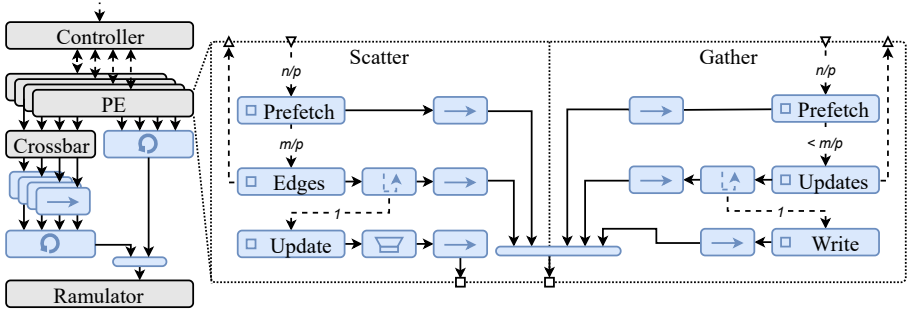 Controller
PE
Crossbar
Ramulator
Scatter
n/p
Prefetch
m/p
Edges
1
Update
Gather
n/p
Prefetch
< m/p
Updates
1
Write